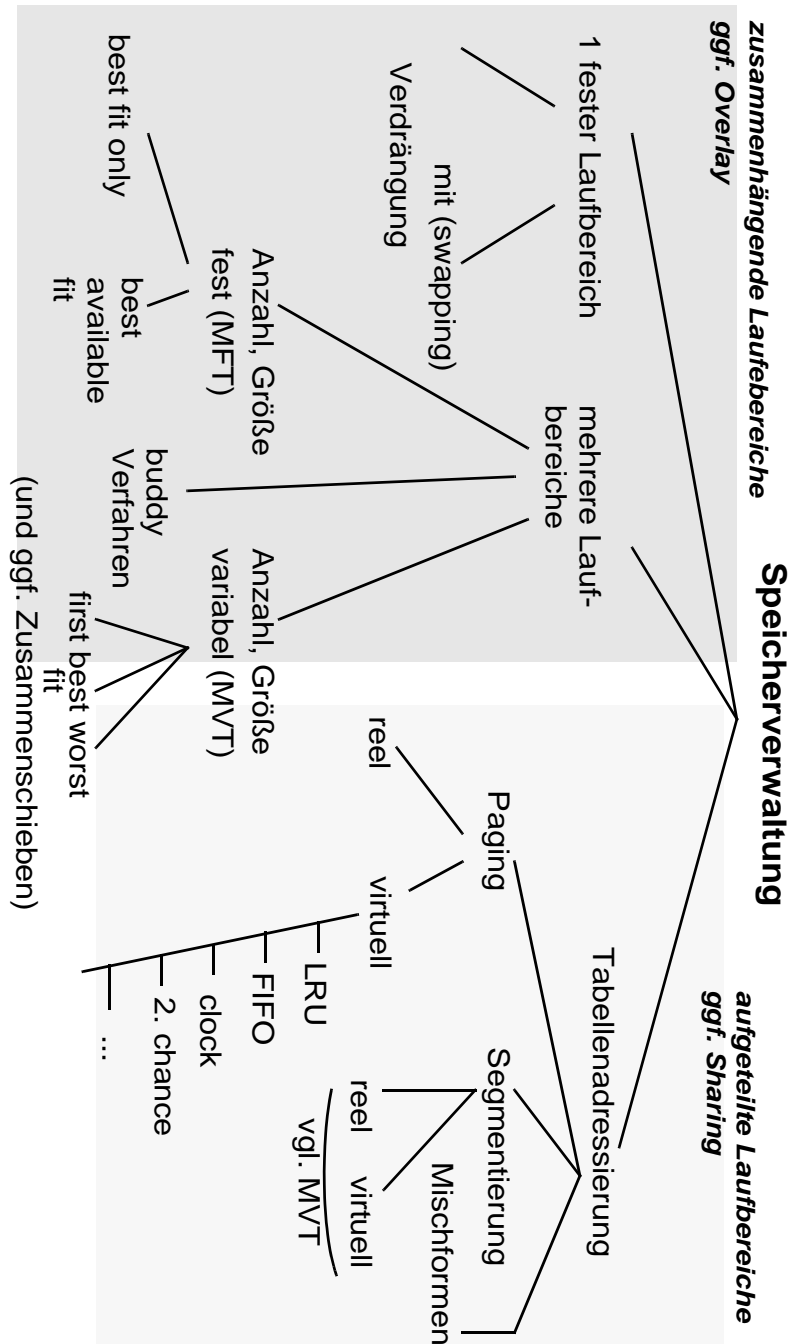 Speicherverwaltung
zusammenhängende Laufebereiche
ggf. Overlay
aufgeteilte Laufbereiche
ggf. Sharing
1 fester Laufbereich
mehrere Lauf-
bereiche
Tabellenadressierung
mit (swapping)
Verdrängung
Anzahl, Größe
fest (MFT)
best fit only
best
available
fit
buddy
Verfahren
Anzahl, Größe
variabel (MVT)
first best worst
fit
(und ggf. Zusammenschieben)
Paging
reel
virtuell
LRU
FIFO
clock
2. chance
...
Segmentierung
reel
virtuell
vgl. MVT
Mischformen